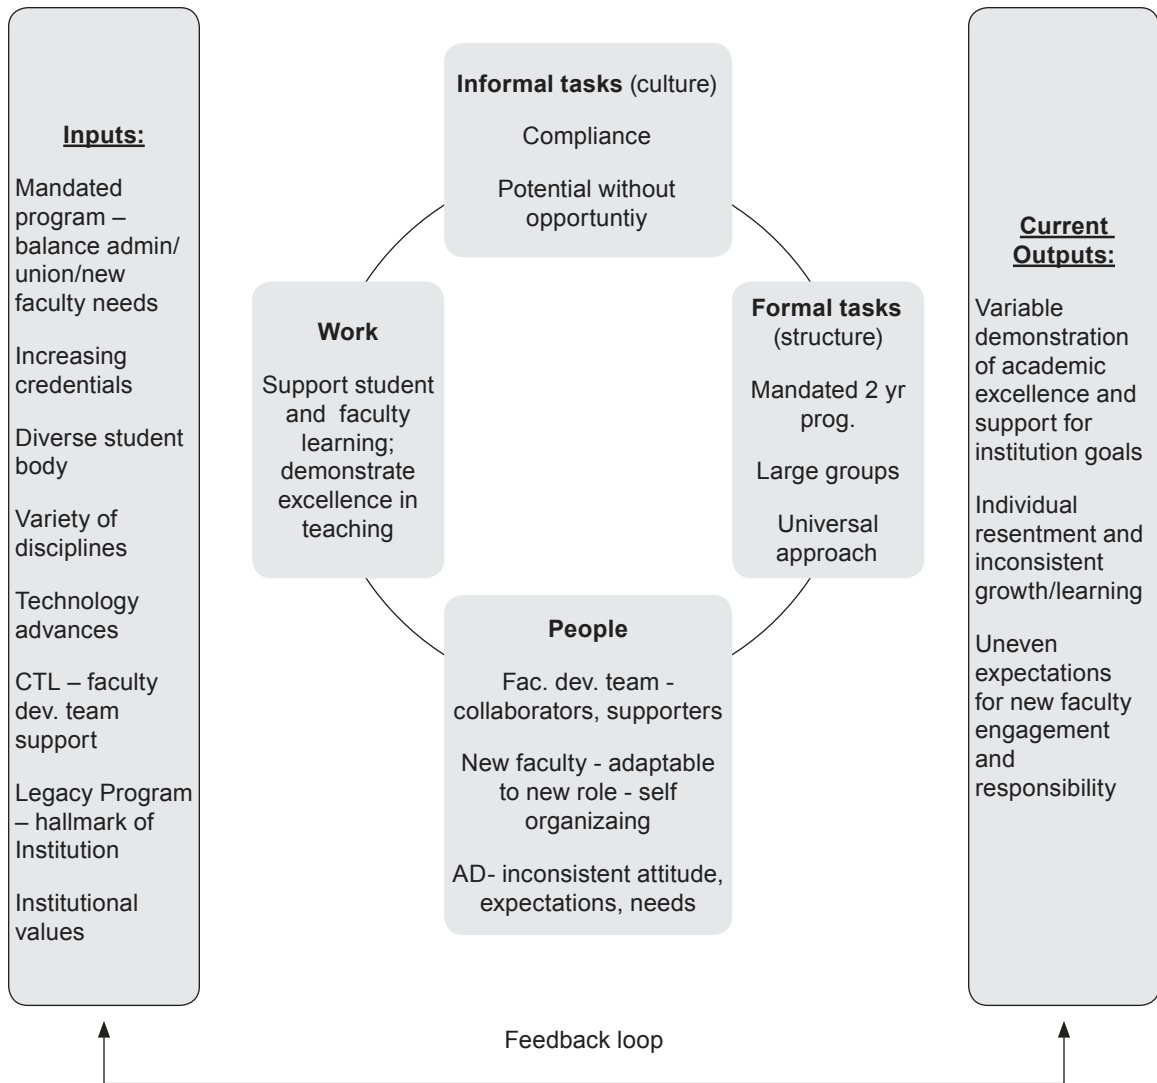 Inputs:
Mandated
program –
balance admin/
union/new
faculty needs
Increasing
credentials
Diverse student
body
Variety of
disciplines
Technology
advances
CTL – faculty
dev. team
support
Legacy Program
– hallmark of
Institution
Institutional
values
Informal tasks (culture)
Compliance
Potential without
opportuntiy
Work
Support student
and faculty
learning;
demonstrate
excellence in
teaching
Formal tasks
(structure)
Mandated 2 yr
prog.
Large groups
Universal
approach
People
Fac. dev. team -
collaborators, supporters
New faculty - adaptable
to new role - self
organizaing
AD- inconsistent attitude,
expectations, needs
Current
Outputs:
Variable
demonstration
of academic
excellence and
support for
institution goals
Individual
resentment and
inconsistent
growth/learning
Uneven
expectations
for new faculty
engagement
and
responsibility
Feedback loop